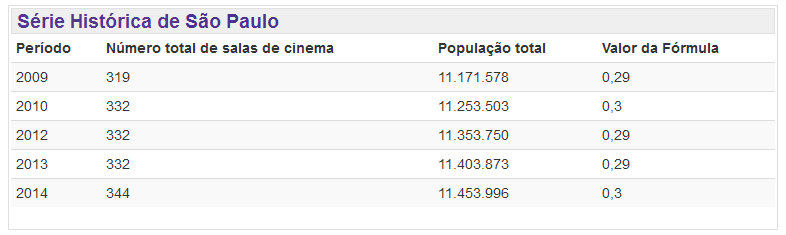 Série Histórica de São Paulo
Período Número total de salas de cinema População total Valor da Fórmula
2009 319 11.171.578 0,29
2010 332 11.253.503 0,3
2012 332 11.353.750 0,29
2013 332 11.403.873 0,29
2014 344 11.453.996 0,3